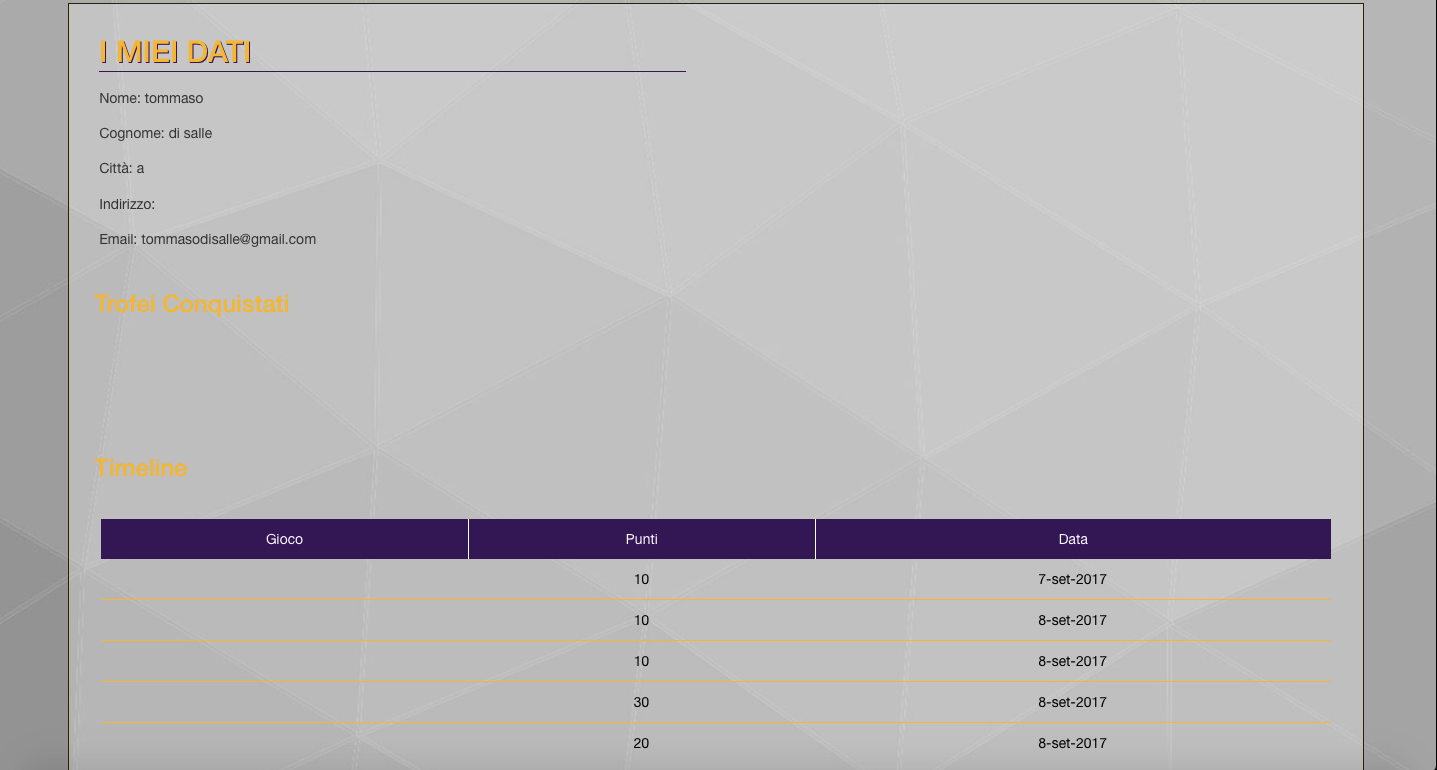 I MIEI DATI
Nome: tommaso
Cognome: di salle
Città: a
Indirizzo:
Email: tommasodisalle@gmail.com
Trofei Conquistati
Timeline
Gioco Punti Data
10 7-set-2017
10 8-set-2017
10 8-set-2017
30 8-set-2017
20 8-set-2017